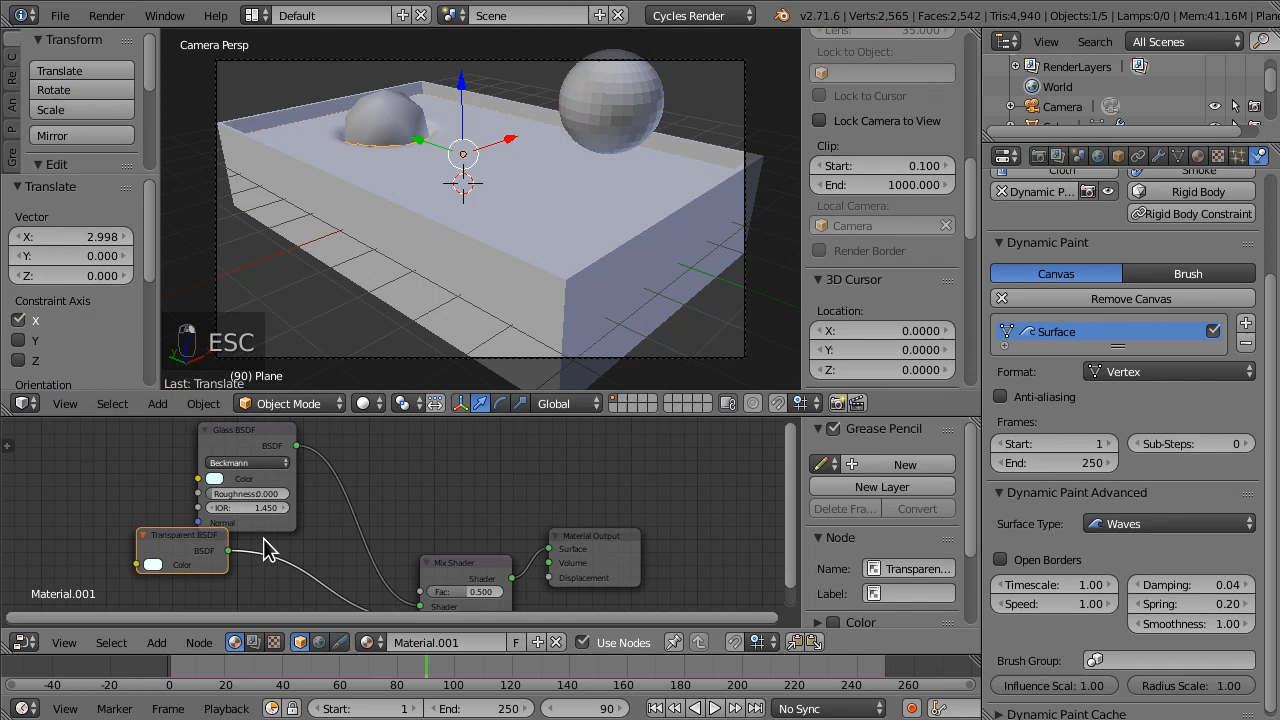 File Render Window Help Default Scene Cycles Render v2.71.6 | Verts:2,565 | Faces:2,542 | Tris:4,940 | Objects:1/5 | Lamps:0/0 | Mem:41.16M | Plane
Transform
Translate
Rotate
Scale
Mirror
Edit
Translate
Vector
X: 2.998
Y: 0.000
Z: 0.000
Constraint Axis
X
Y
Z
Orientation
C
Re
An
P
Gre
Camera Persp
ESC
Last: Translate
(90) Plane
Lens: 35.000
Lock to Object:
Lock to Cursor
Lock Camera to View
Clip:
Start: 0.100
End: 1000.000
Local Camera:
Camera
Render Border
3D Cursor
Location:
X: 0.0000
Y: 0.0000
Z: 0.0000
View Select Add Object Object Mode Global
Glass BSDF
BSDF
Beckmann
Color
Roughness:0.000
IOR: 1.450
Normal
Transparent BSDF
BSDF
Color
Mix Shader
Shader
Fac: 0.500
Shader
Material Output
Surface
Volume
Displacement
Material.001
Grease Pencil
New
New Layer
Delete Fra... Convert
Node
Name: Transparen...
Label:
Color
View Select Add Node Material.001 F Use Nodes
-40 -20 0 20 40 60 80 100 120 140 160 180 200 220 240 260
View Marker Frame Playback Start: 1 End: 250 90 No Sync
View Search All Scenes
RenderLayers
World
Camera
Cloth Smoke
Dynamic P... Rigid Body
Rigid Body Constraint
Dynamic Paint
Canvas Brush
Remove Canvas
Surface
Format: Vertex
Anti-aliasing
Frames:
Start: 1 Sub-Steps: 0
End: 250
Dynamic Paint Advanced
Surface Type: Waves
Open Borders
Timescale: 1.00 Damping: 0.04
Speed: 1.00 Spring: 0.20
Smoothness: 1.00
Brush Group:
Influence Scal: 1.00 Radius Scale: 1.00
Dynamic Paint Cache